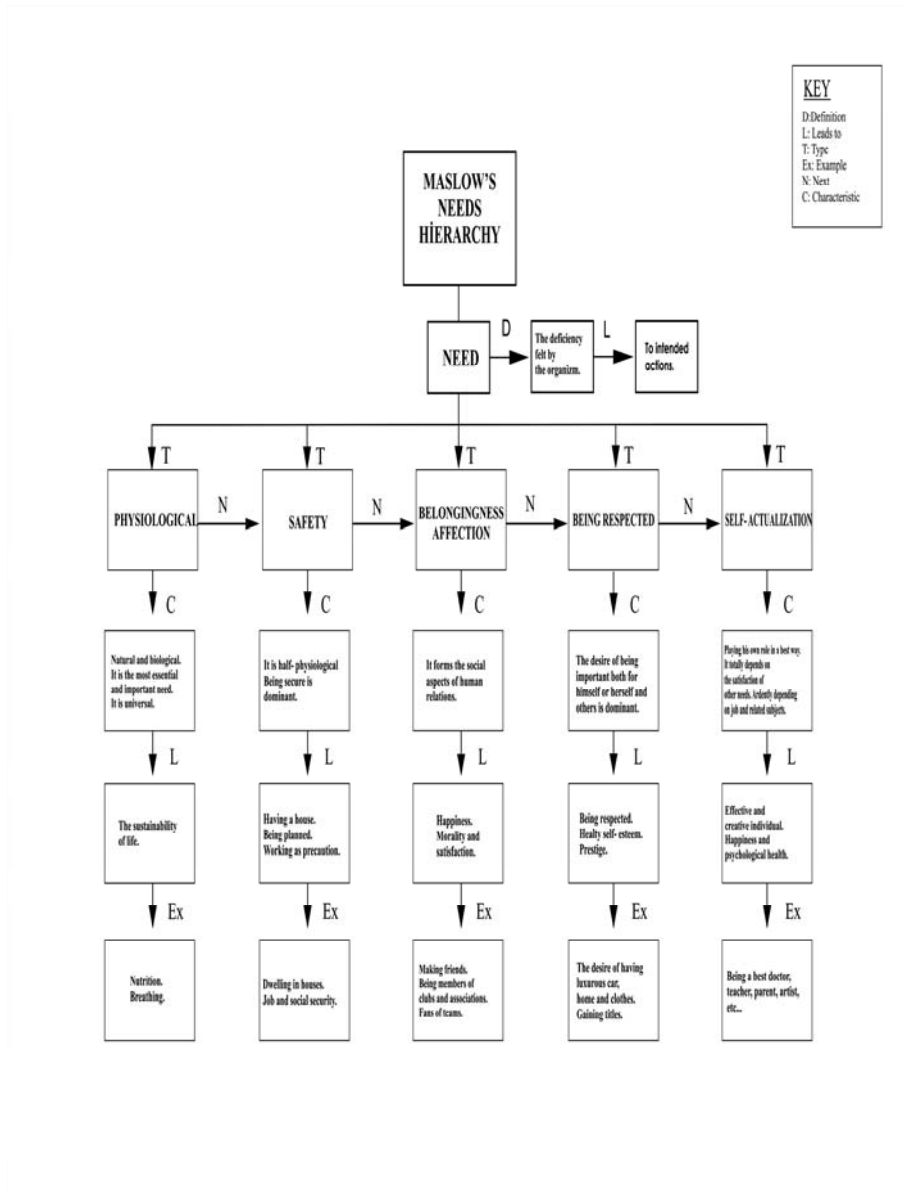 KEY
D:Definition
L: Leads to
T: Type
Ex: Example
N: Next
C: Characteristic
MASLOW'S
NEEDS
HİERARCHY
NEED
D
The deficiency
felt by
the organizm.
L
To intended
actions.
T
T
T
T
T
PHYSIOLOGICAL
N
SAFETY
N
BELONGINGNESS
AFFECTION
N
BEING RESPECTED
N
SELF- ACTUALIZATION
C
C
C
C
C
Natural and biological.
It is the most essential
and important need.
It is universal.
It is half- physiological
Being secure is
dominant.
It forms the social
aspects of human
relations.
The desire of being
important both for
himself or herself and
others is dominant.
Playing his own role in a best way.
It totally depends on
the satisfaction of
other needs. Ardently depending
on job and related subjects.
L
L
L
L
L
The sustainability
of life.
Having a house.
Being planned.
Working as precaution.
Happiness.
Morality and
satisfaction.
Being respected.
Healty self- esteem.
Prestige.
Effective and
creative individual.
Happiness and
psychological health.
Ex
Ex
Ex
Ex
Ex
Nutrition.
Breathing.
Dwelling in houses.
Job and social security.
Making friends.
Being members of
clubs and associations.
Fans of teams.
The desire of having
luxurous car,
home and clothes.
Gaining titles.
Being a best doctor,
teacher, parent, artist,
etc...